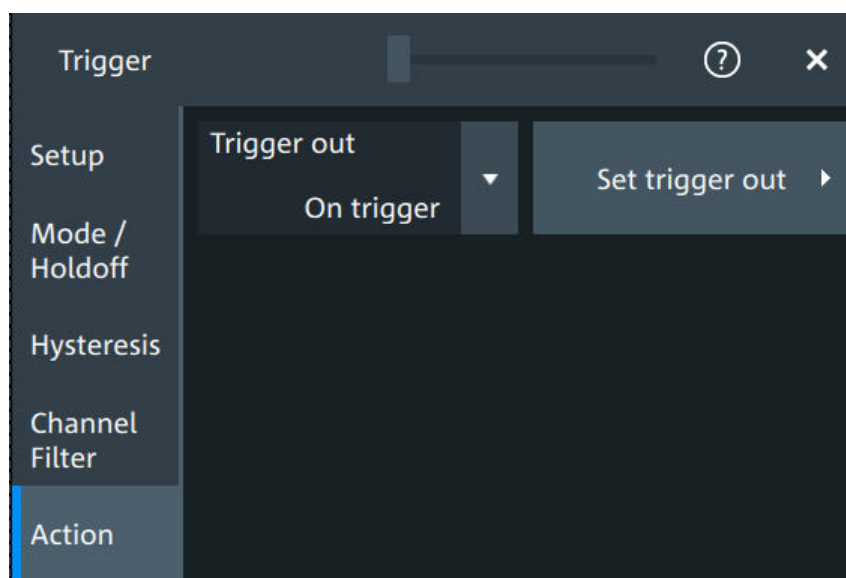 Trigger
?
×
Setup
Mode /
Holdoff
Hysteresis
Channel
Filter
Action
Trigger out
On trigger
Set trigger out